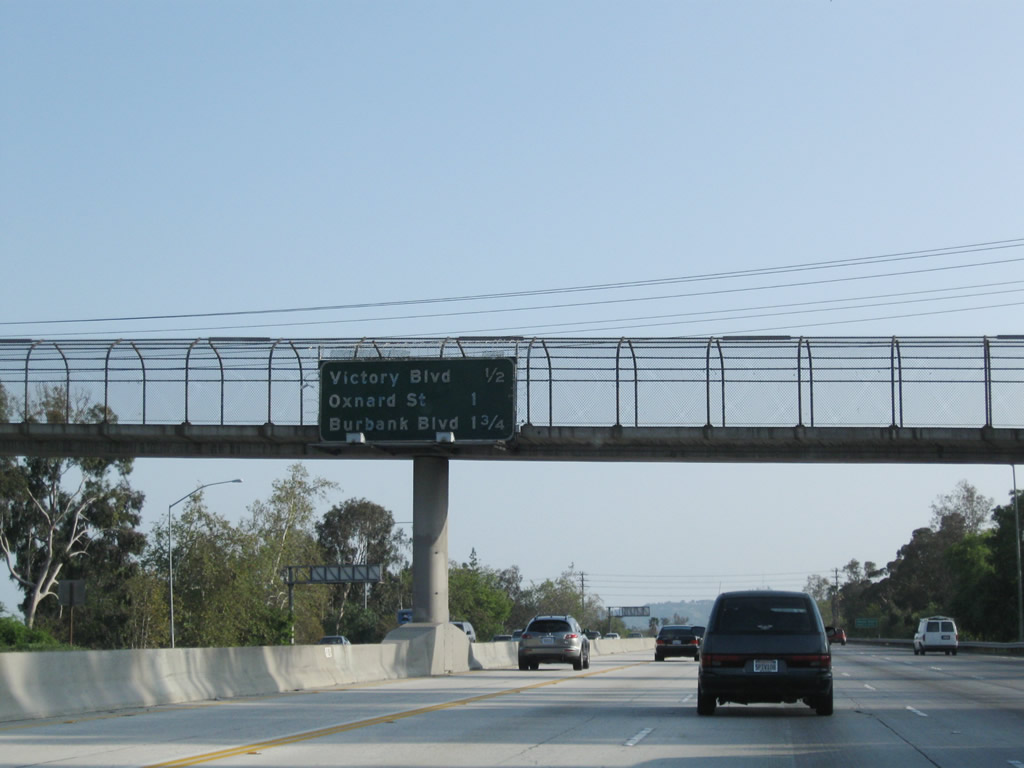 Victory Blvd ½
Oxnard St 1
Burbank Blvd 1 ¾